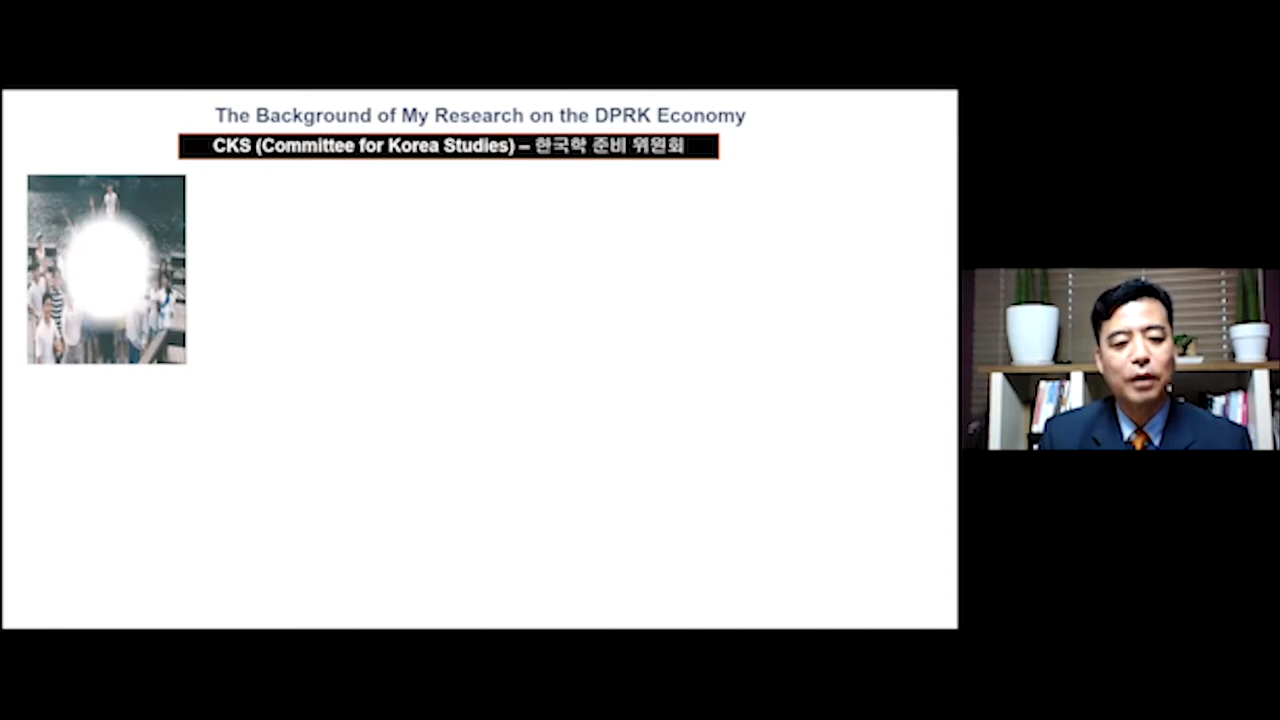 The Background of My Research on the DPRK Economy
CKS (Committee for Korea Studies) – 한국학 준비 위원회